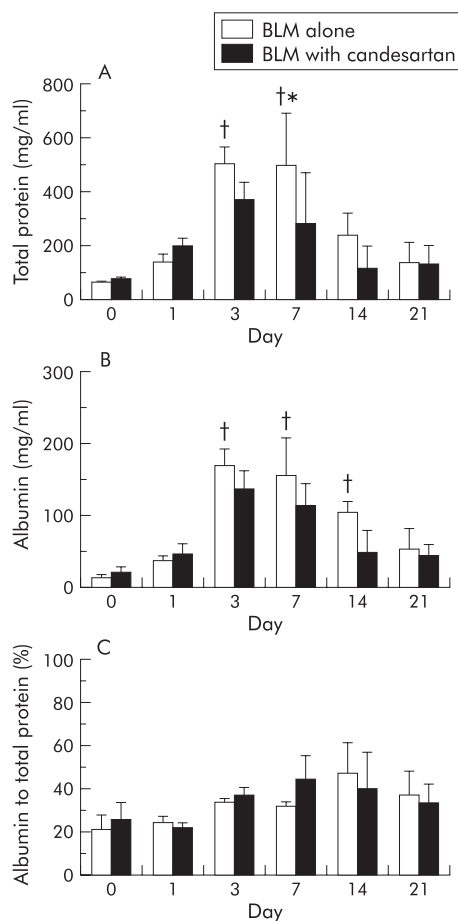 BLM alone
BLM with candesartan
A
Total protein (mg/ml)
800
600
400
200
0
†
†*
0 1 3 7 14 21
Day
B
Albumin (mg/ml)
300
200
100
0
†
†
†
0 1 3 7 14 21
Day
C
Albumin to total protein (%)
100
80
60
40
20
0
0 1 3 7 14 21
Day